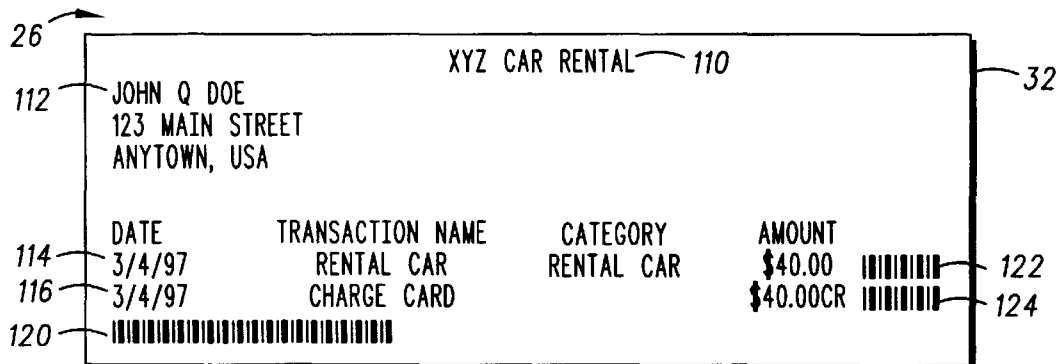 26
XYZ CAR RENTAL 110
32
112 JOHN Q DOE
123 MAIN STREET
ANYTOWN, USA
DATE TRANSACTION NAME CATEGORY AMOUNT
114 3/4/97 RENTAL CAR RENTAL CAR $40.00 122
116 3/4/97 CHARGE CARD $40.00CR 124
120